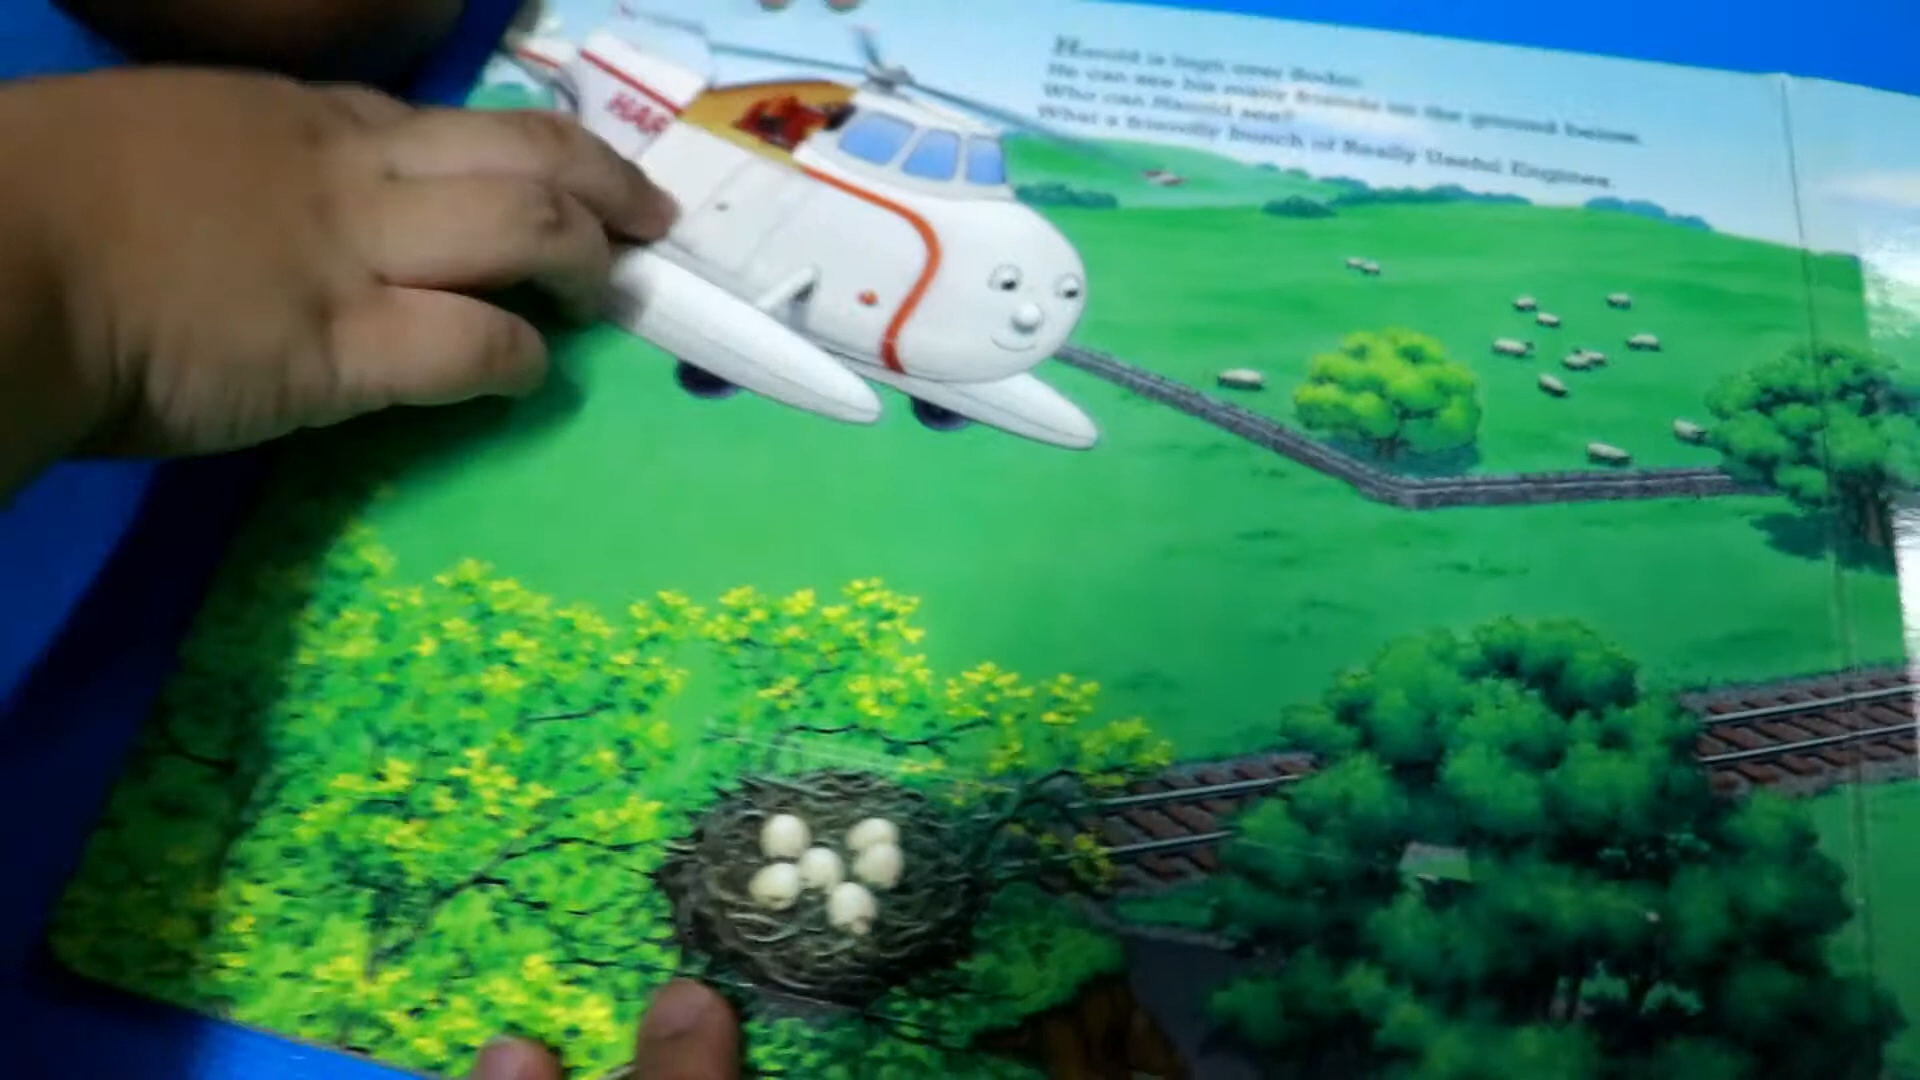 Harold is high over Sodor.
He can see his many friends on the ground below.
Who can Harold see?
What a friendly bunch of Really Useful Engines.
HAR